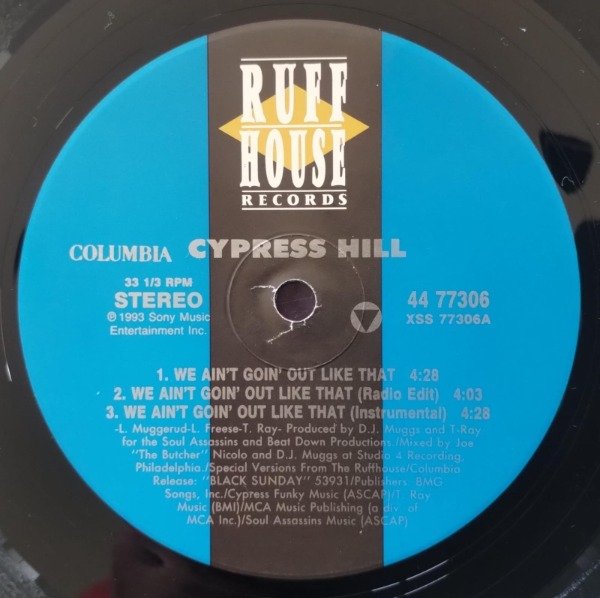 RUFF
HOUSE
RECORDS
COLUMBIA CYPRESS HILL
33 1/3 RPM
STEREO
℗ 1993 Sony Music
Entertainment Inc.
44 77306
XSS 77306A
1. WE AIN'T GOIN' OUT LIKE THAT 4:28
2. WE AIN'T GOIN' OUT LIKE THAT (Radio Edit) 4:03
3. WE AIN'T GOIN' OUT LIKE THAT (Instrumental) 4:28
-L. Muggerud-L. Freese-T. Ray- Produced by D.J. Muggs and T-Ray
for the Soul Assassins and Beat Down Productions./Mixed by Joe
"The Butcher" Nicolo and D.J. Muggs at Studio 4 Recording,
Philadelphia./Special Versions From The Ruffhouse/Columbia
Release: "BLACK SUNDAY" 53931/Publishers: BMG
Songs, Inc./Cypress Funky Music (ASCAP)/T. Ray
Music (BMI)/MCA Music Publishing (a div. of
MCA Inc.)/Soul Assassins Music (ASCAP)